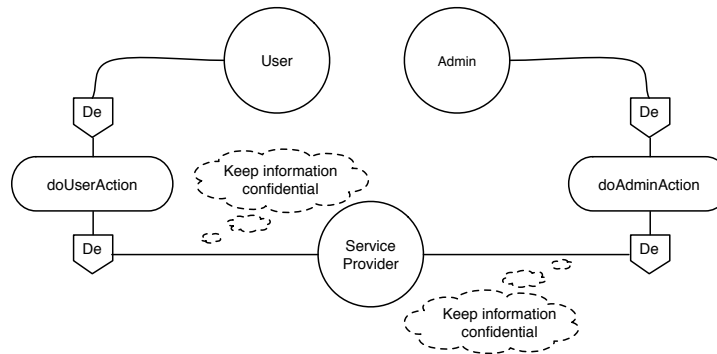 User
Admin
De
De
doUserAction
Keep information
confidential
doAdminAction
De
Service
Provider
De
Keep information
confidential